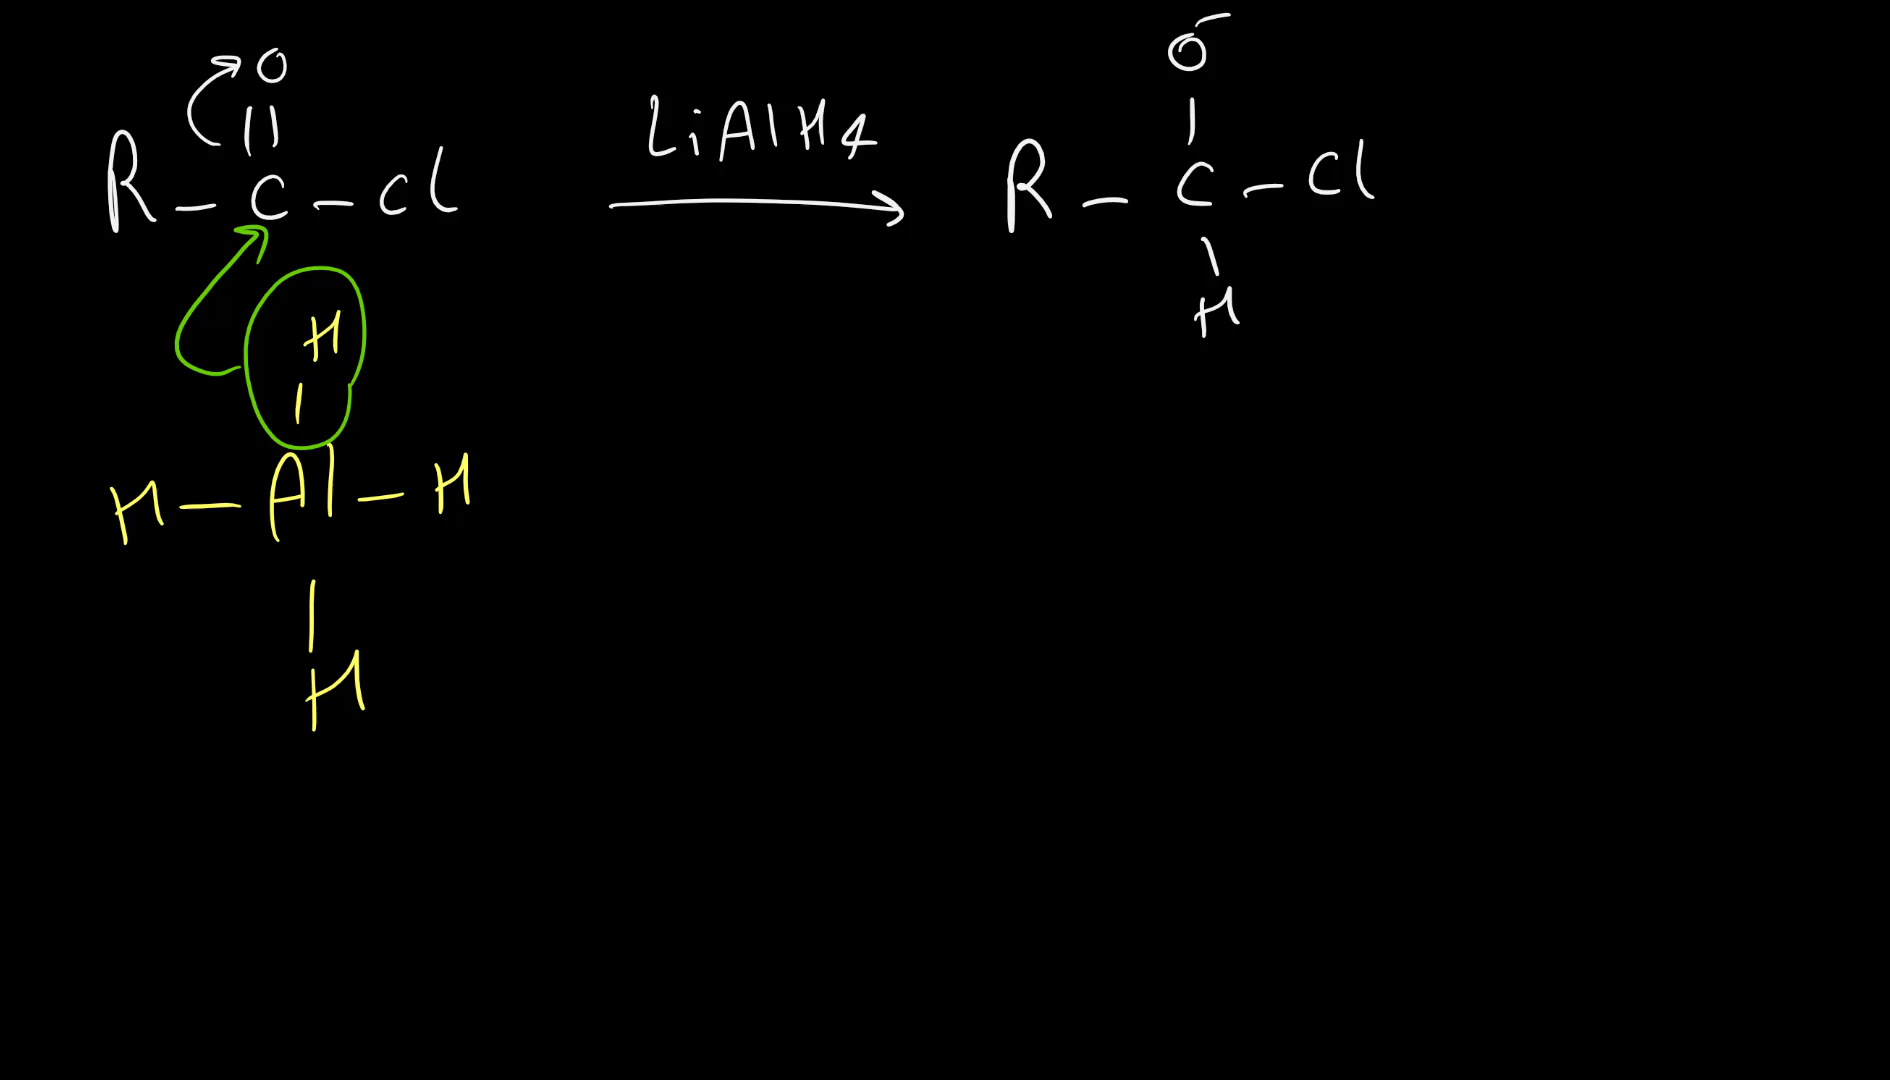 O
R - C - Cl
LiAlH4
O-
R - C - Cl
H
H
H - Al - H
H